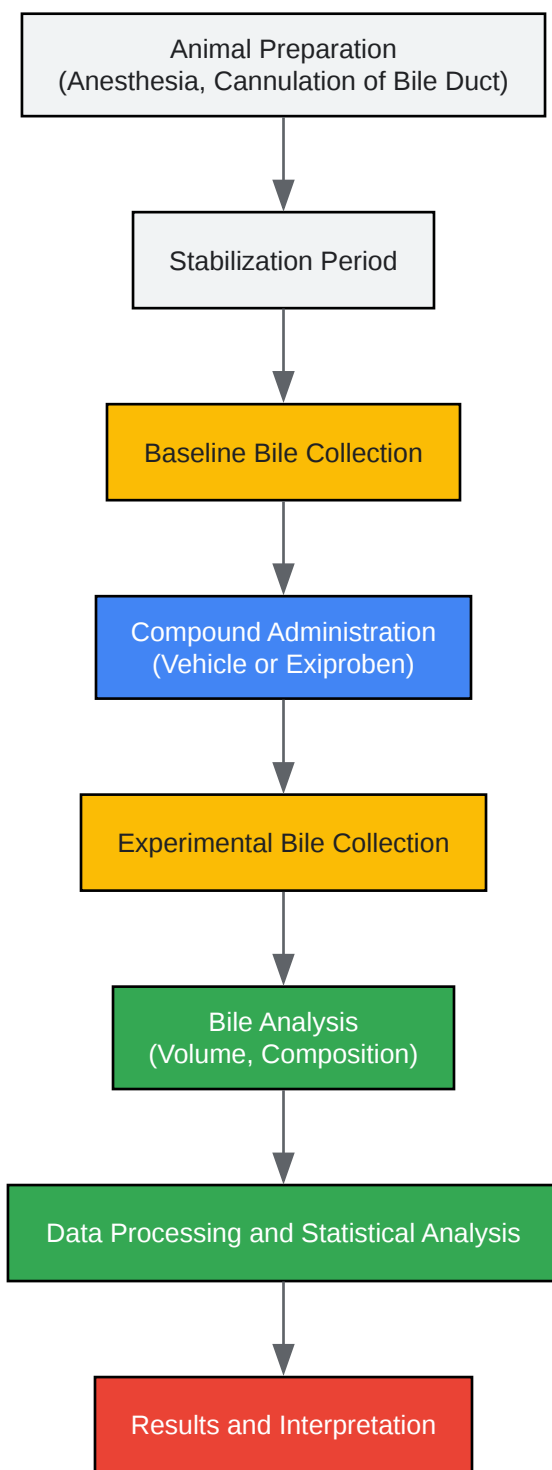 Animal Preparation
(Anesthesia, Cannulation of Bile Duct)
Stabilization Period
Baseline Bile Collection
Compound Administration
(Vehicle or Exiproben)
Experimental Bile Collection
Bile Analysis
(Volume, Composition)
Data Processing and Statistical Analysis
Results and Interpretation